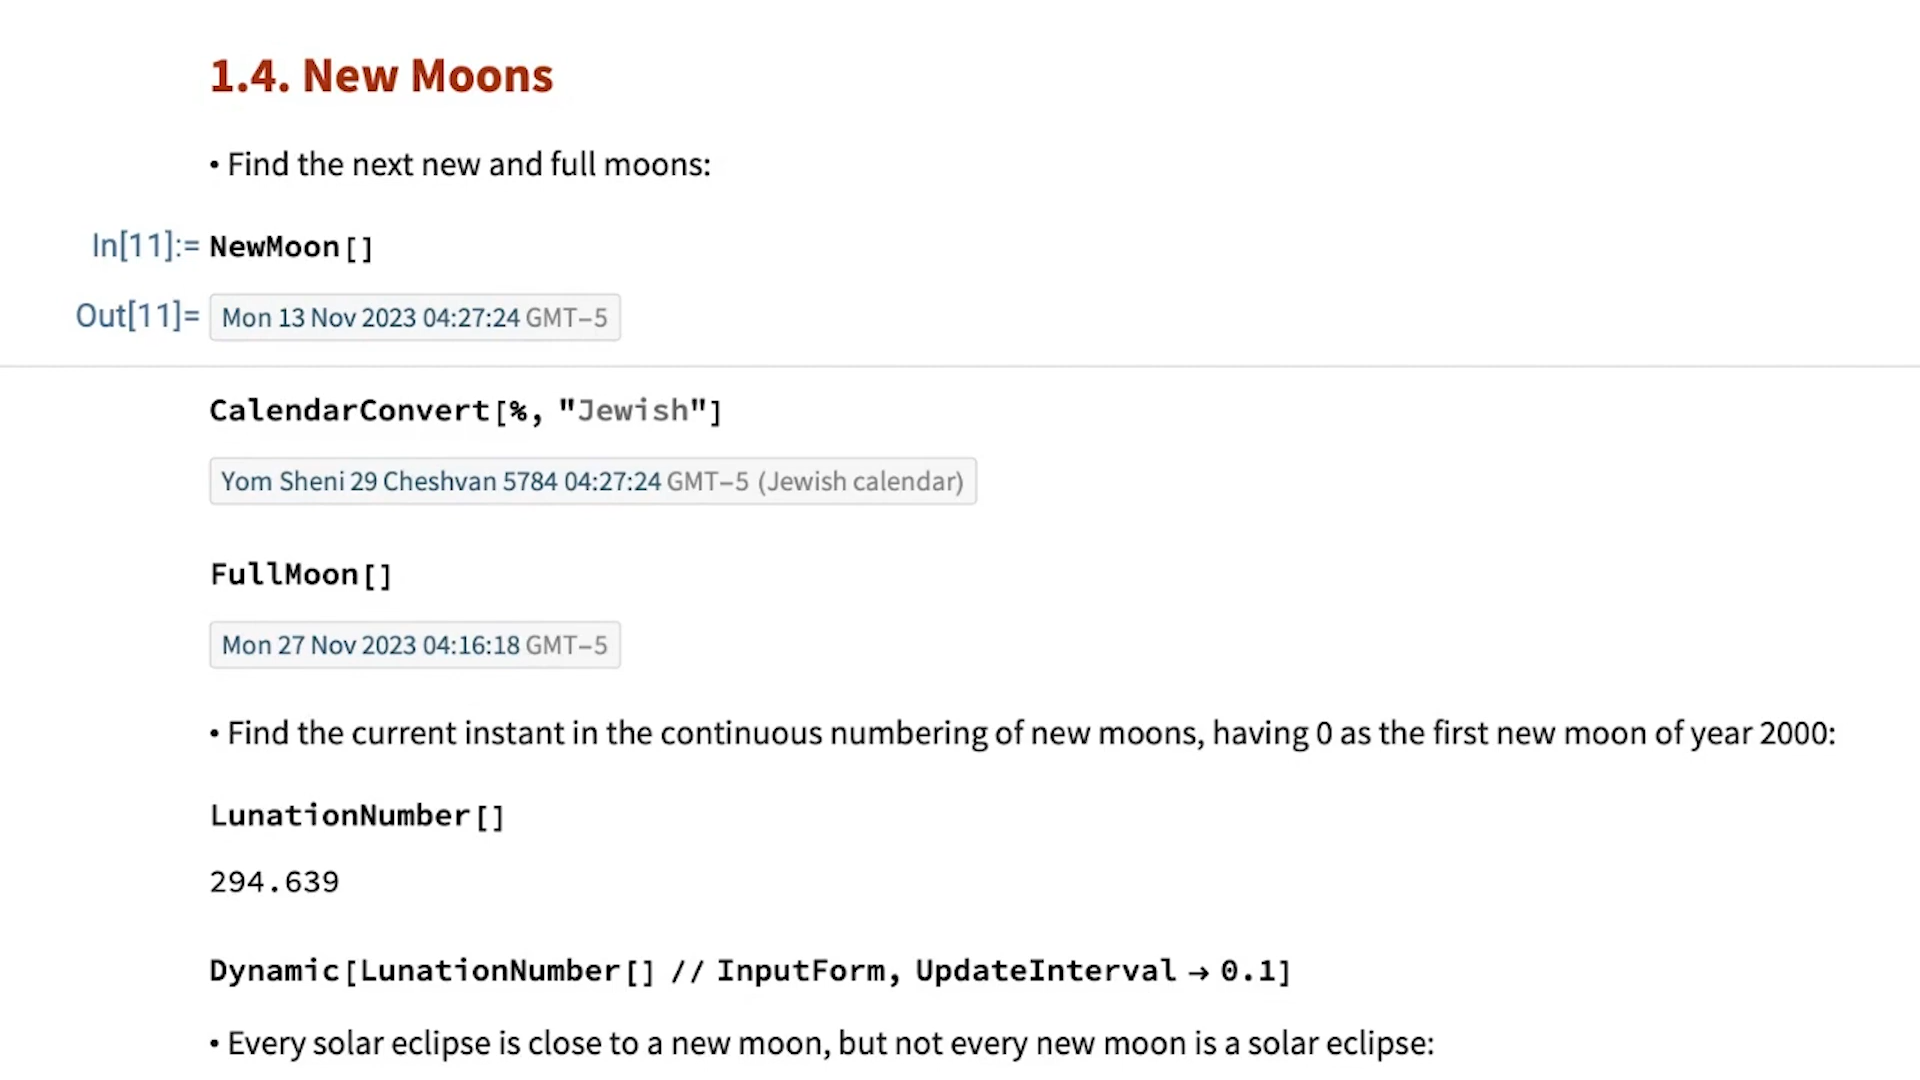 1.4. New Moons
• Find the next new and full moons:
In[11]:= NewMoon[]
Out[11]= Mon 13 Nov 2023 04:27:24 GMT−5
CalendarConvert[%, "Jewish"]
Yom Sheni 29 Cheshvan 5784 04:27:24 GMT−5 (Jewish calendar)
FullMoon[]
Mon 27 Nov 2023 04:16:18 GMT−5
• Find the current instant in the continuous numbering of new moons, having 0 as the first new moon of year 2000:
LunationNumber[]
294.639
Dynamic[LunationNumber[] // InputForm, UpdateInterval → 0.1]
• Every solar eclipse is close to a new moon, but not every new moon is a solar eclipse: